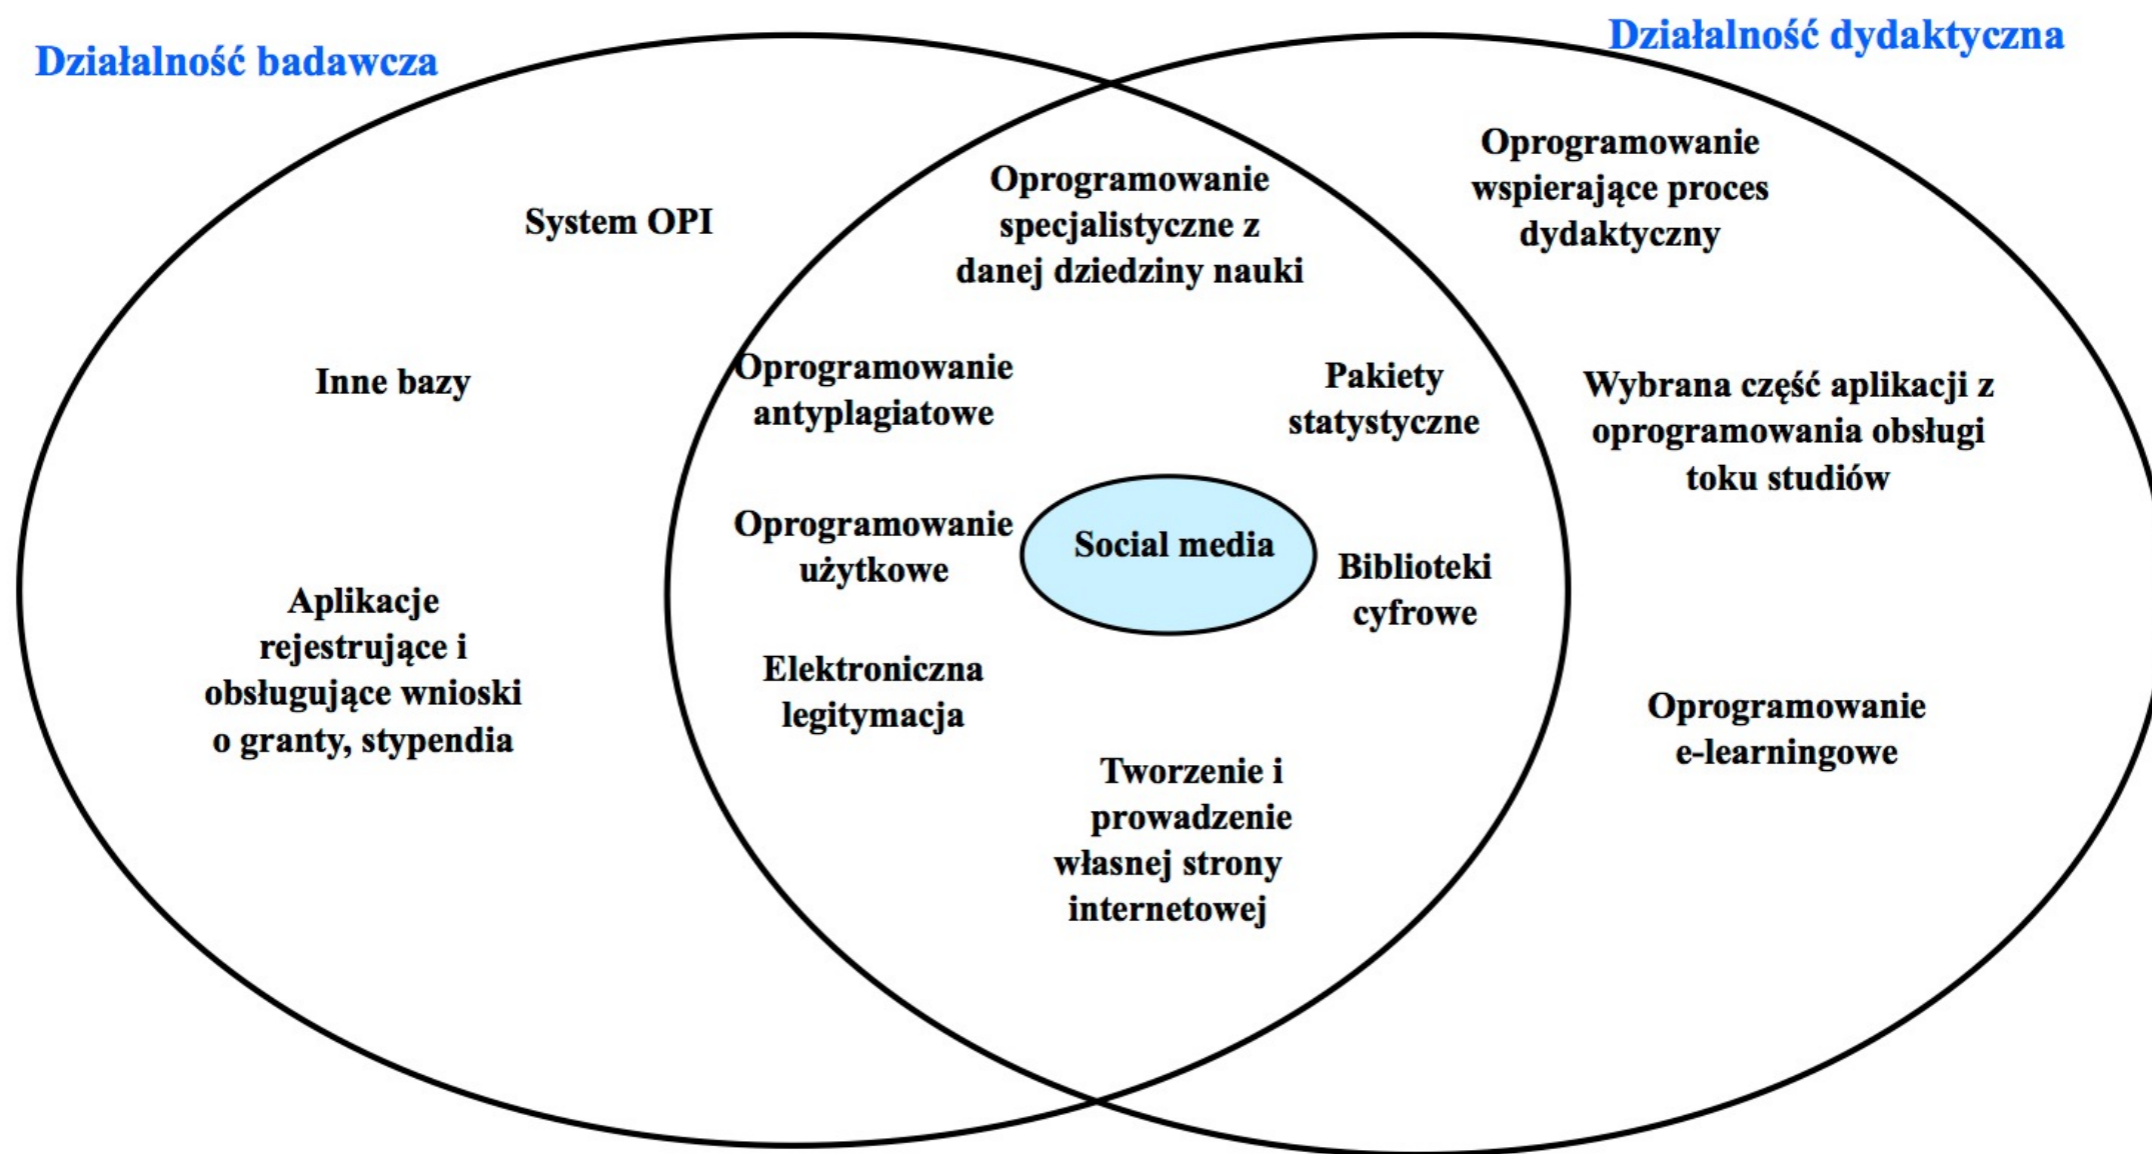 Działalność badawcza
Działalność dydaktyczna
System OPI
Inne bazy
Aplikacje
rejestrujące i
obsługujące wnioski
o granty, stypendia
Oprogramowanie
specjalistyczne z
danej dziedziny nauki
Oprogramowanie
antyplagiatowe
Pakiety
statystyczne
Oprogramowanie
użytkowe
Social media
Biblioteki
cyfrowe
Elektroniczna
legitymacja
Tworzenie i
prowadzenie
własnej strony
internetowej
Oprogramowanie
wspierające proces
dydaktyczny
Wybrana część aplikacji z
oprogramowania obsługi
toku studiów
Oprogramowanie
e-learningowe